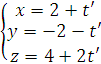 x = 2 + t′
y = −2 − t′
z = 4 + 2t′